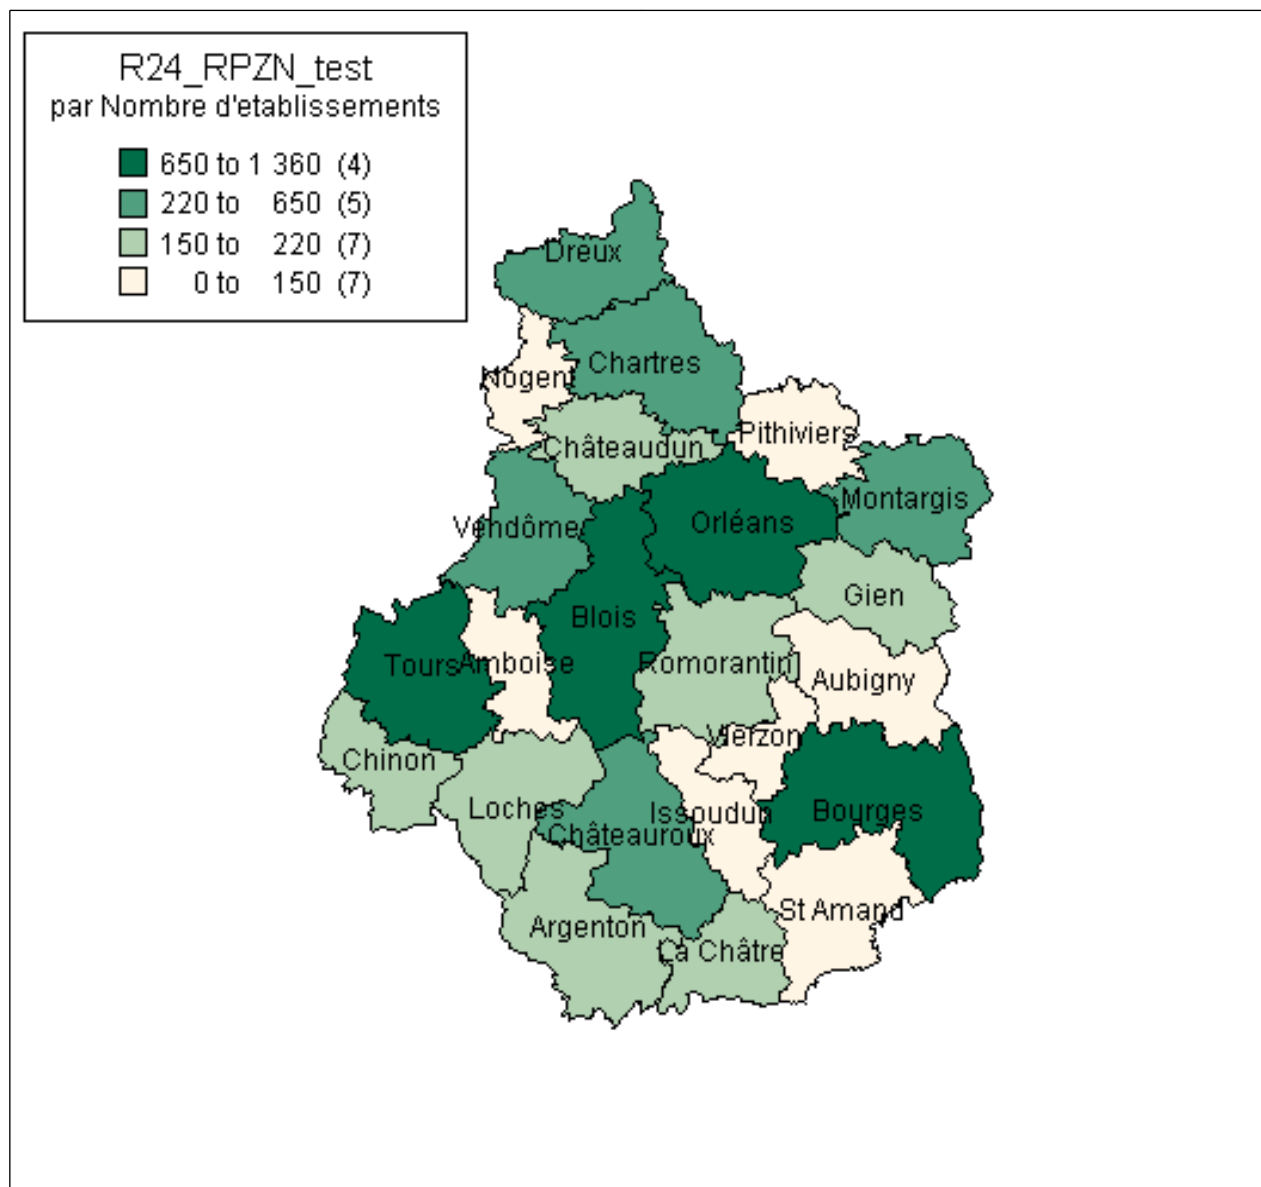 R24_RPZN_test
par Nombre d'etablissements
650 to 1 360 (4)
220 to 650 (5)
150 to 220 (7)
0 to 150 (7)
Dreux
Chartres
Nogent
Pithiviers
Châteaudun
Montargis
Orléans
Vendôme
Gien
Blois
Tours
Amboise
Romorantin
Aubigny
Vierzon
Chinon
Loches
Issoudun
Bourges
Châteauroux
St Amand
Argenton
La Châtre